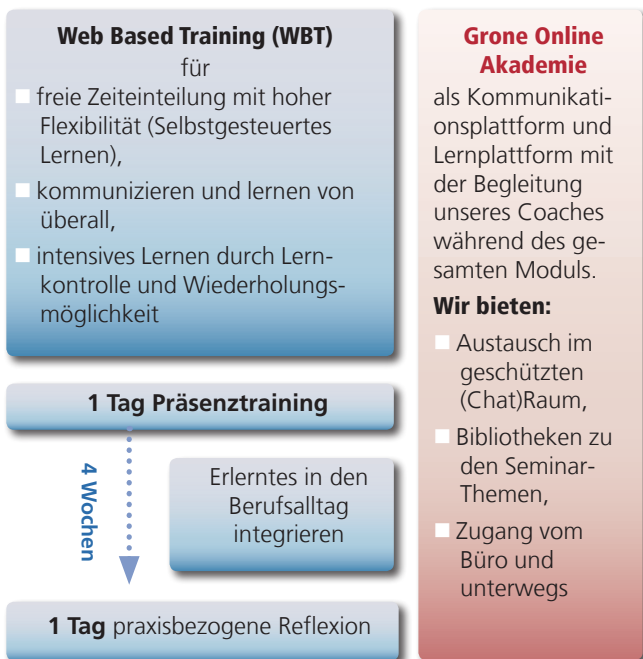 Web Based Training (WBT)
für
freie Zeiteinteilung mit hoher
Flexibilität (Selbstgesteuertes
Lernen),
kommunizieren und lernen von
überall,
intensives Lernen durch Lern-
kontrolle und Wiederholungs-
möglichkeit
1 Tag Präsenztraining
4 Wochen
Erlerntes in den
Berufsalltag
integrieren
1 Tag praxisbezogene Reflexion
Grone Online
Akademie
als Kommunikati-
onsplattform und
Lernplattform mit
der Begleitung
unseres Coaches
während des ge-
samten Moduls.
Wir bieten:
Austausch im
geschützten
(Chat)Raum,
Bibliotheken zu
den Seminar-
Themen,
Zugang vom
Büro und
unterwegs